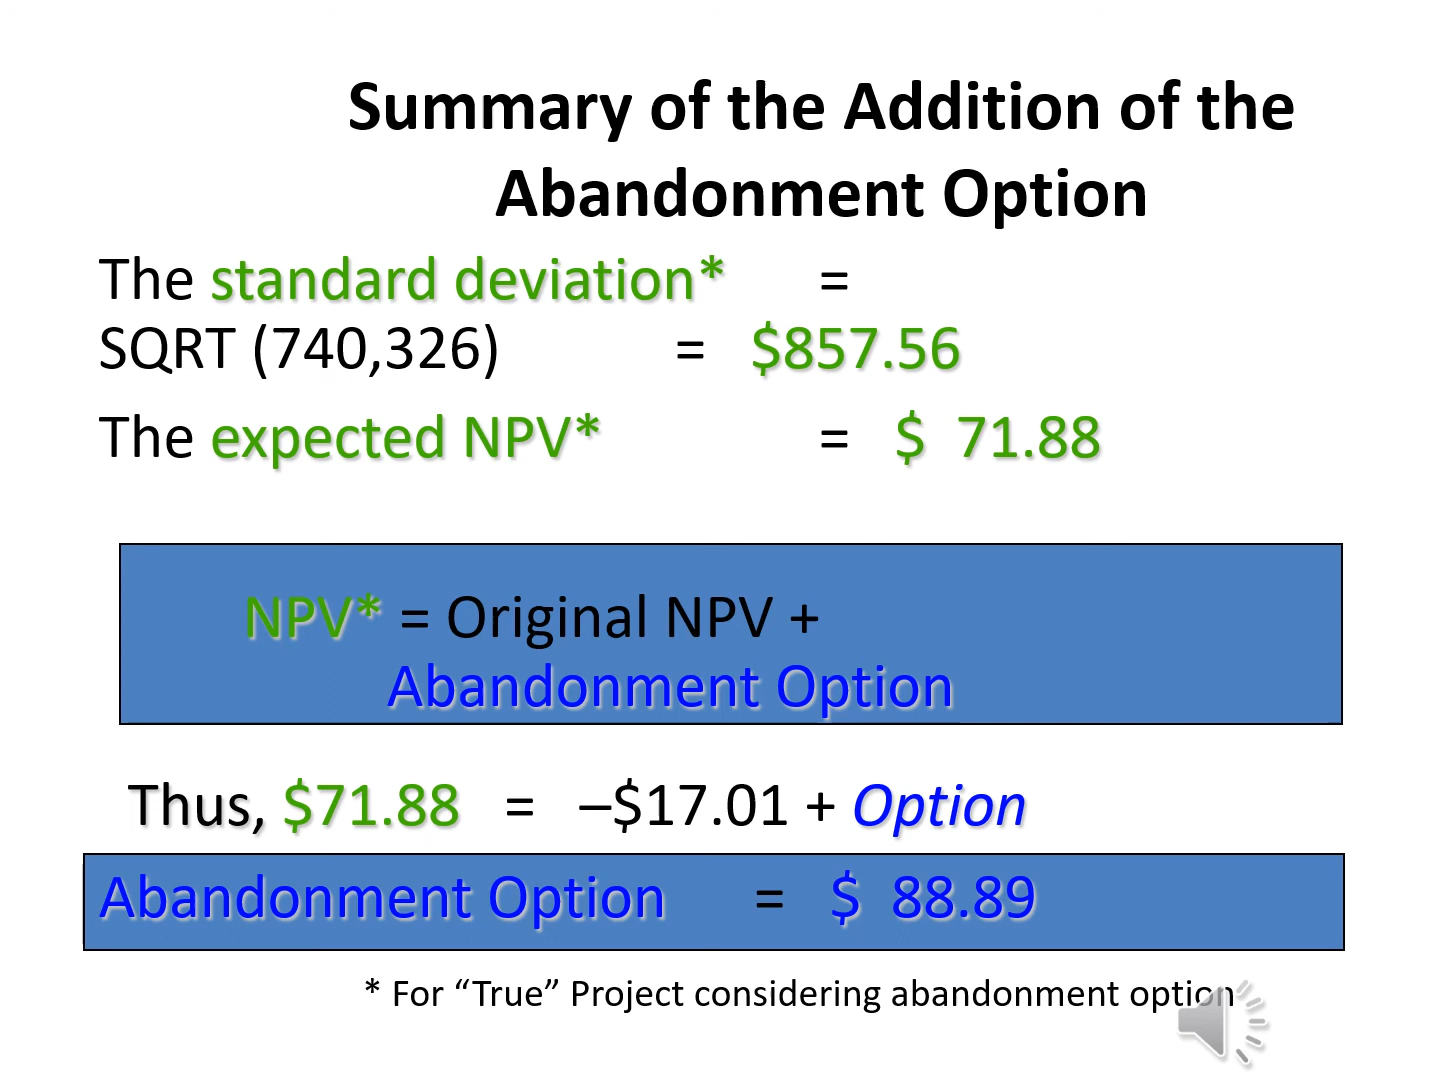 Summary of the Addition of the
Abandonment Option
The standard deviation* =
SQRT (740,326) = $857.56
The expected NPV* = $ 71.88
NPV* = Original NPV +
Abandonment Option
Thus, $71.88 = –$17.01 + Option
Abandonment Option = $ 88.89
* For “True” Project considering abandonment option